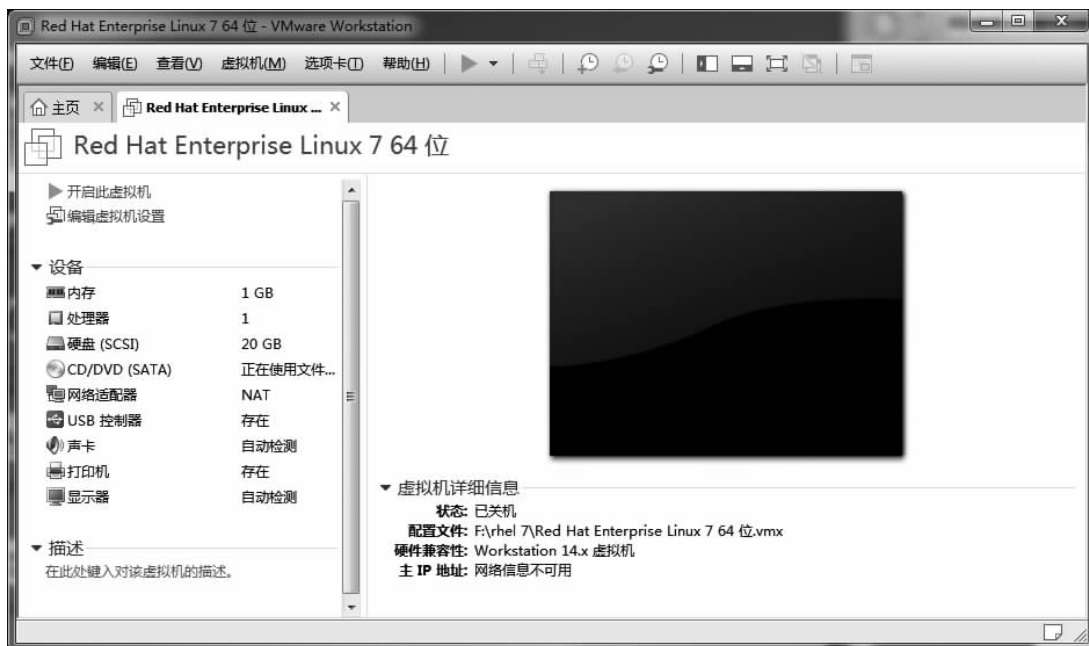 Red Hat Enterprise Linux 7 64 位 - VMware Workstation
文件(F) 编辑(E) 查看(V) 虚拟机(M) 选项卡(T) 帮助(H)
主页 Red Hat Enterprise Linux ...
Red Hat Enterprise Linux 7 64 位
开启此虚拟机
编辑虚拟机设置
设备
内存 1 GB
处理器 1
硬盘 (SCSI) 20 GB
CD/DVD (SATA) 正在使用文件...
网络适配器 NAT
USB 控制器 存在
声卡 自动检测
打印机 存在
显示器 自动检测
描述
在此处键入对该虚拟机的描述。
虚拟机详细信息
状态: 已关机
配置文件: F:\rhel 7\Red Hat Enterprise Linux 7 64 位.vmx
硬件兼容性: Workstation 14.x 虚拟机
主 IP 地址: 网络信息不可用